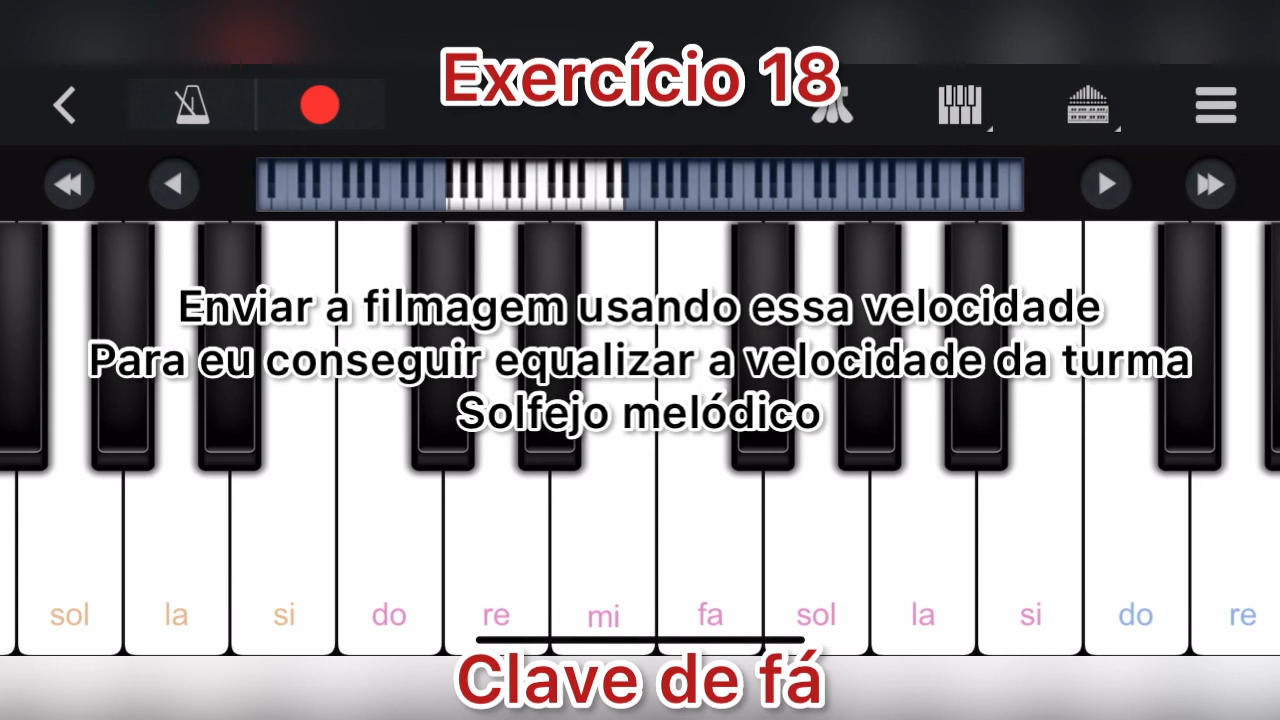 Exercício 18
Enviar a filmagem usando essa velocidade
Para eu conseguir equalizar a velocidade da turma
Solfejo melódico
sol la si do re mi fa sol la si do re
Clave de fá